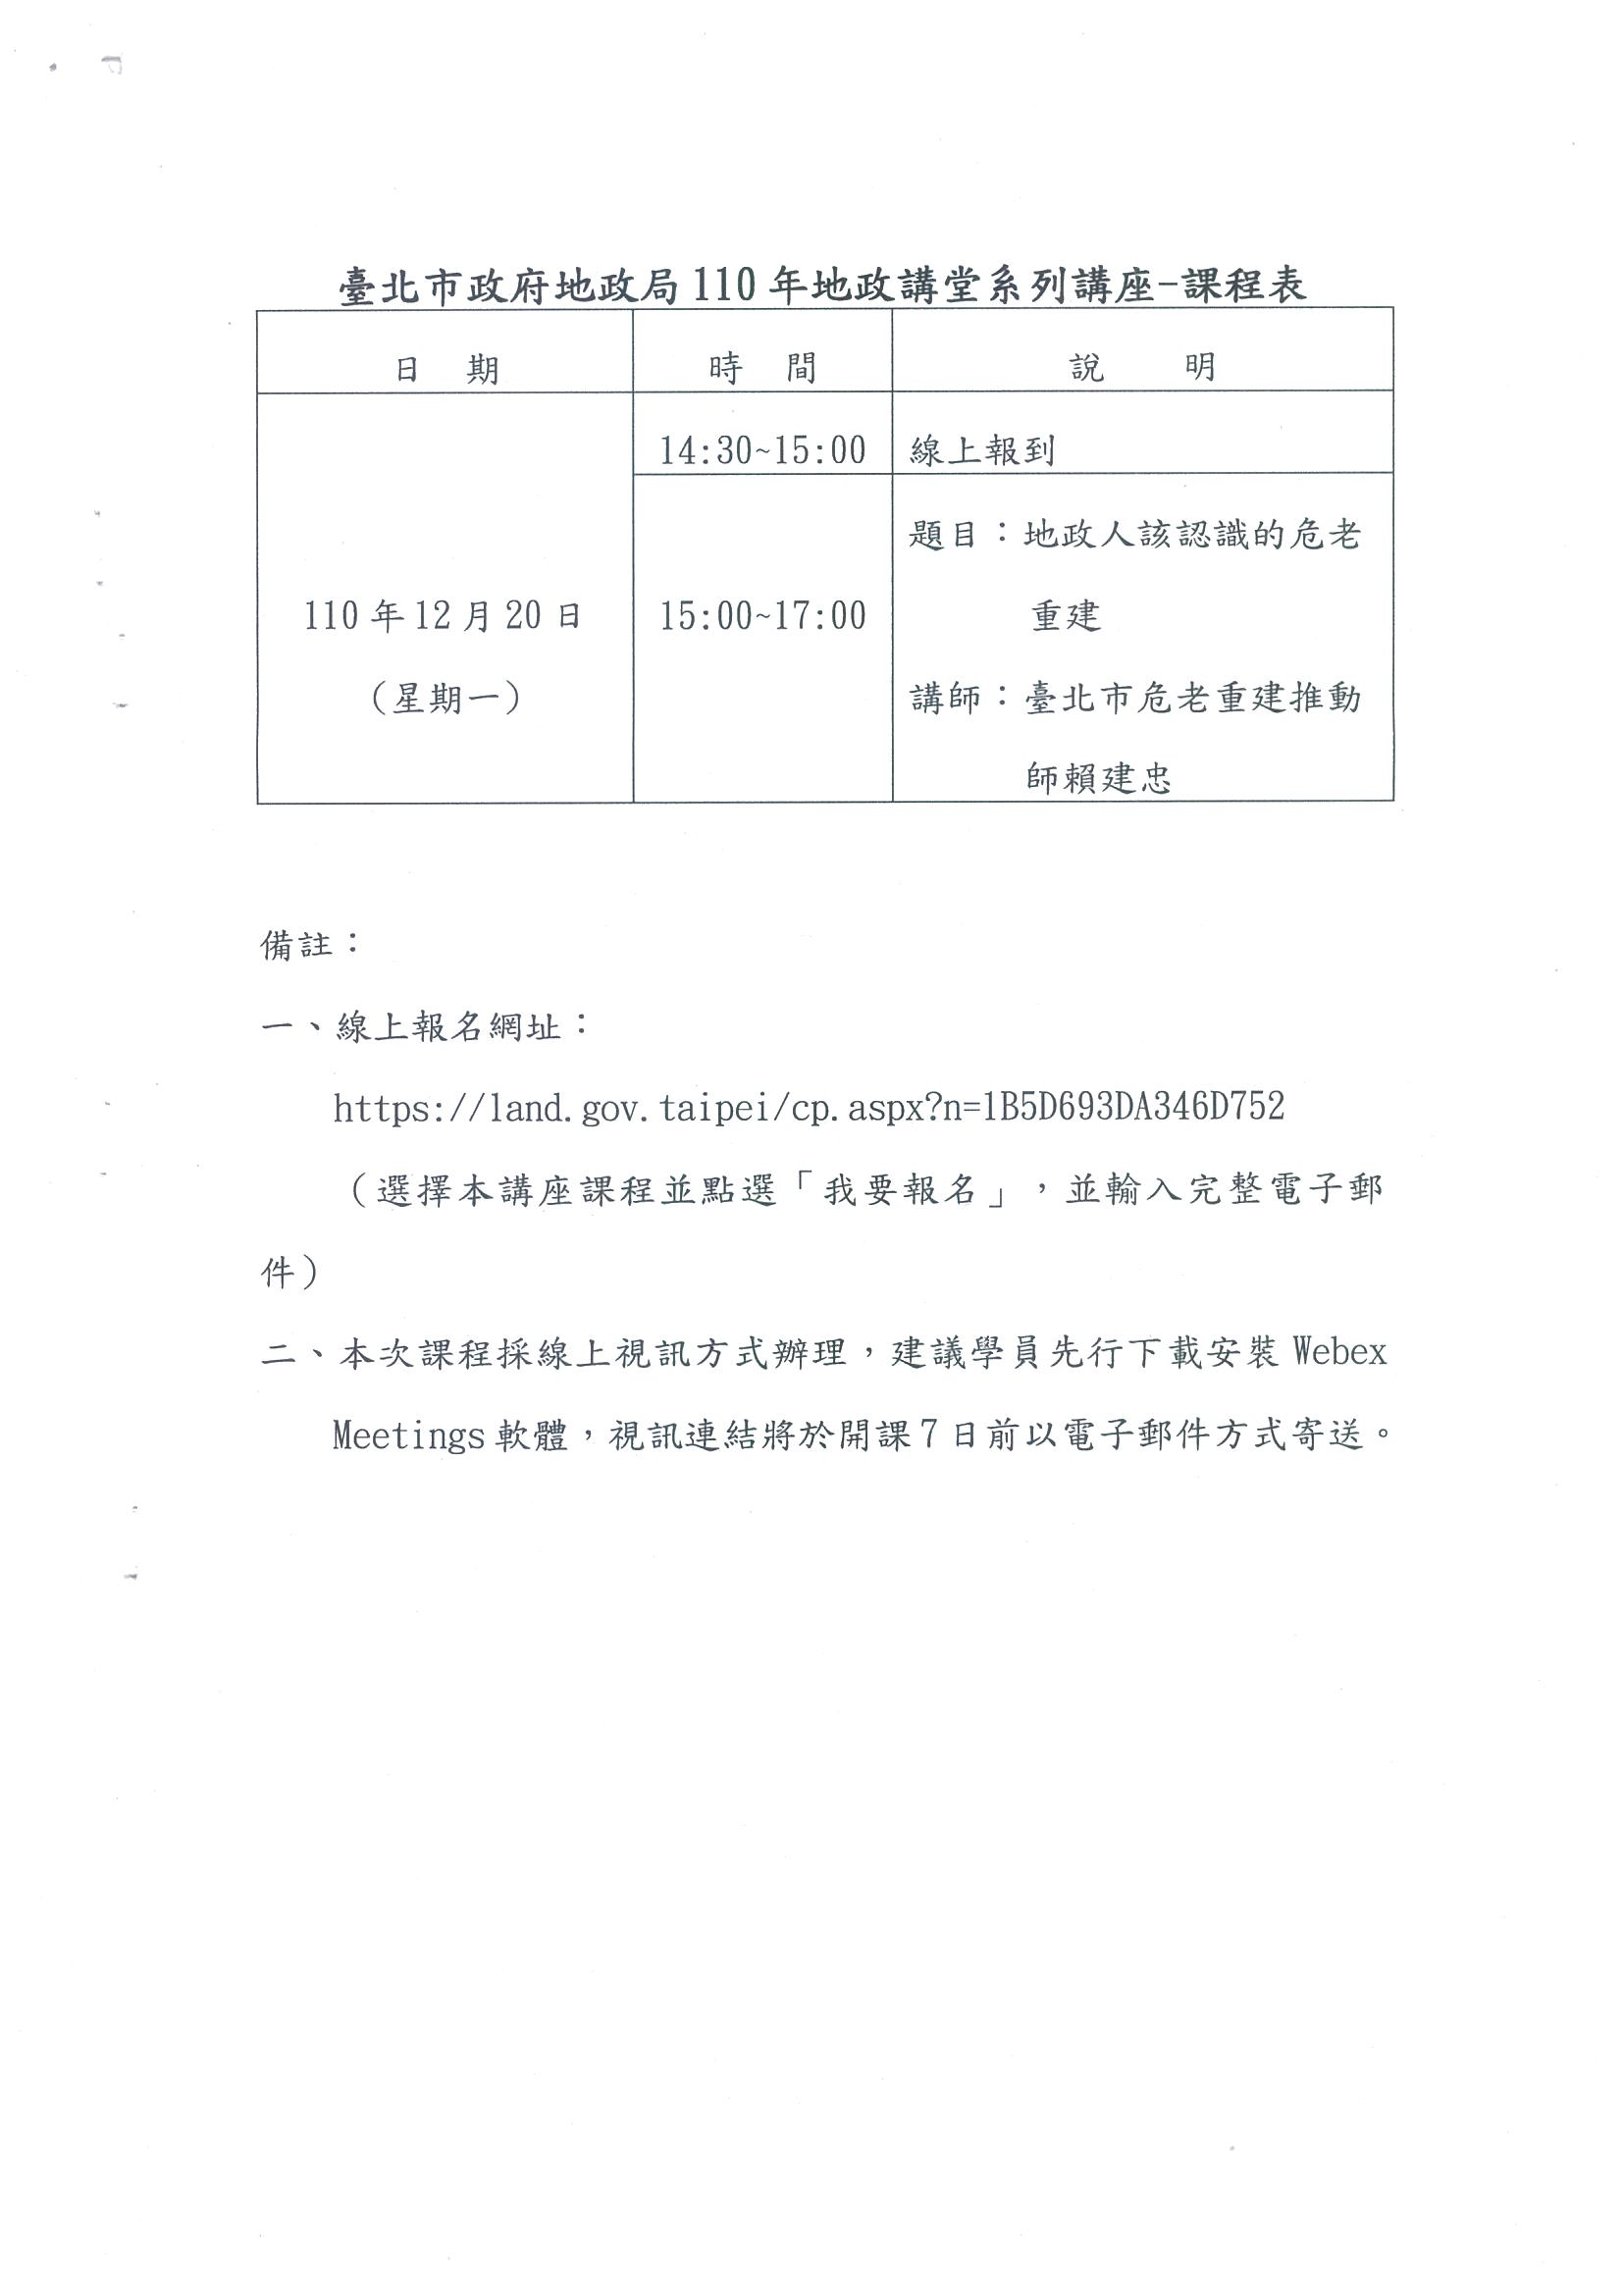 臺北市政府地政局110年地政講堂系列講座-課程表
日 期 時 間 說 明
14:30~15:00 線上報到
110年12月20日
(星期一)
15:00~17:00
題目：地政人該認識的危老
重建
講師：臺北市危老重建推動
師賴建忠
備註：
一、線上報名網址：
https://land.gov.taipei/cp.aspx?n=1B5D693DA346D752
(選擇本講座課程並點選「我要報名」，並輸入完整電子郵
件)
二、本次課程採線上視訊方式辦理，建議學員先行下載安裝Webex
Meetings軟體，視訊連結將於開課7日前以電子郵件方式寄送。